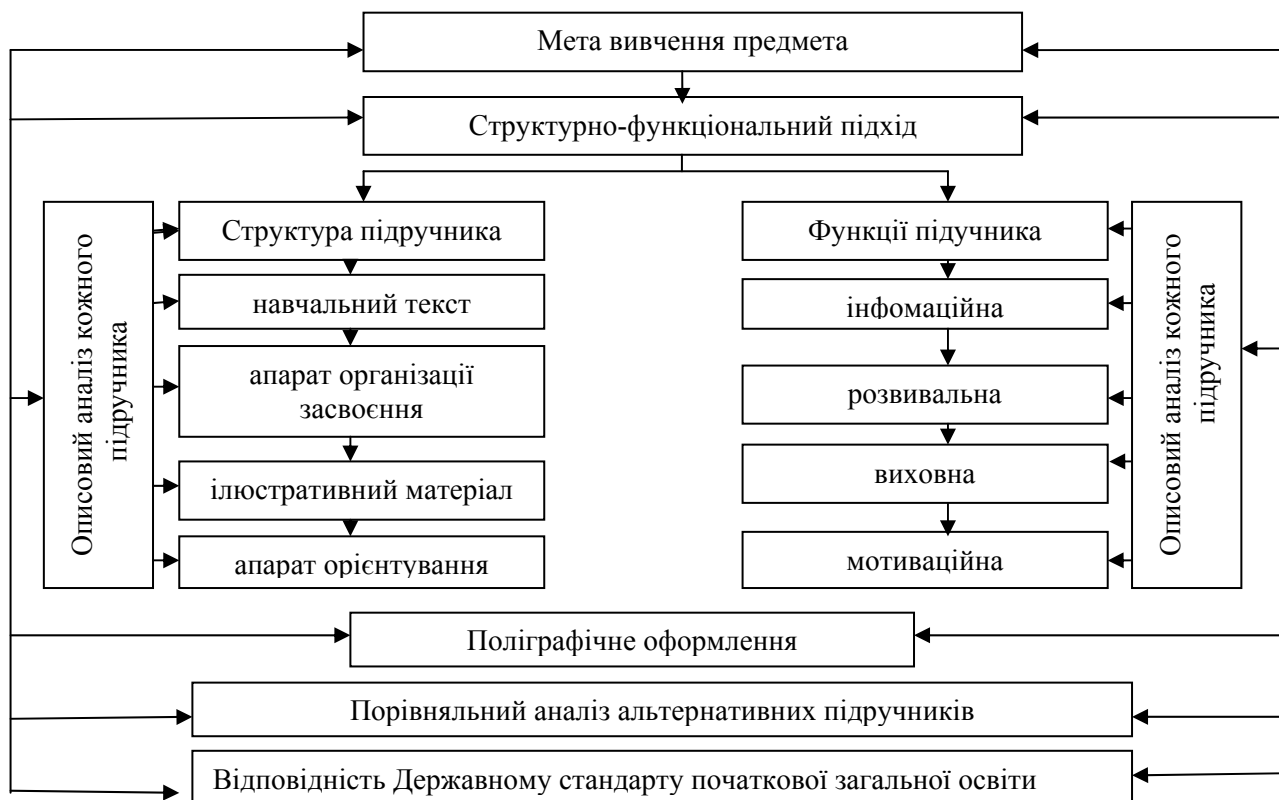 Мета вивчення предмета
Структурно-функціональний підхід
Описовий аналіз кожного
підручника
Структура підручника
навчальний текст
апарат організації
засвоєння
ілюстративний матеріал
апарат орієнтування
Функції підучника
інфомаційна
розвивальна
виховна
мотиваційна
Описовий аналіз кожного
підручника
Поліграфічне оформлення
Порівняльний аналіз альтернативних підручників
Відповідність Державному стандарту початкової загальної освіти